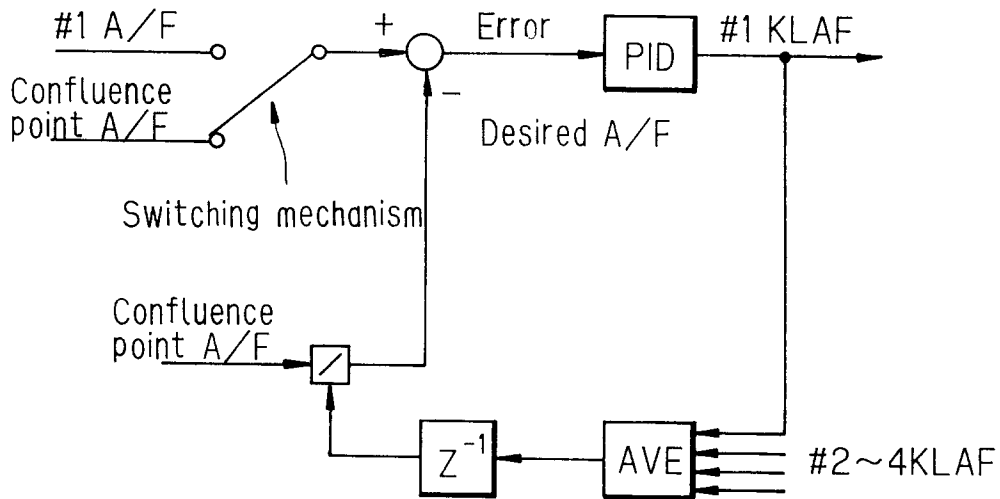 #1 A/F
+
Error
PID
#1 KLAF
Confluence
point A/F
−
Desired A/F
Switching mechanism
Confluence
point A/F
/
Z⁻¹
AVE
#2~4KLAF